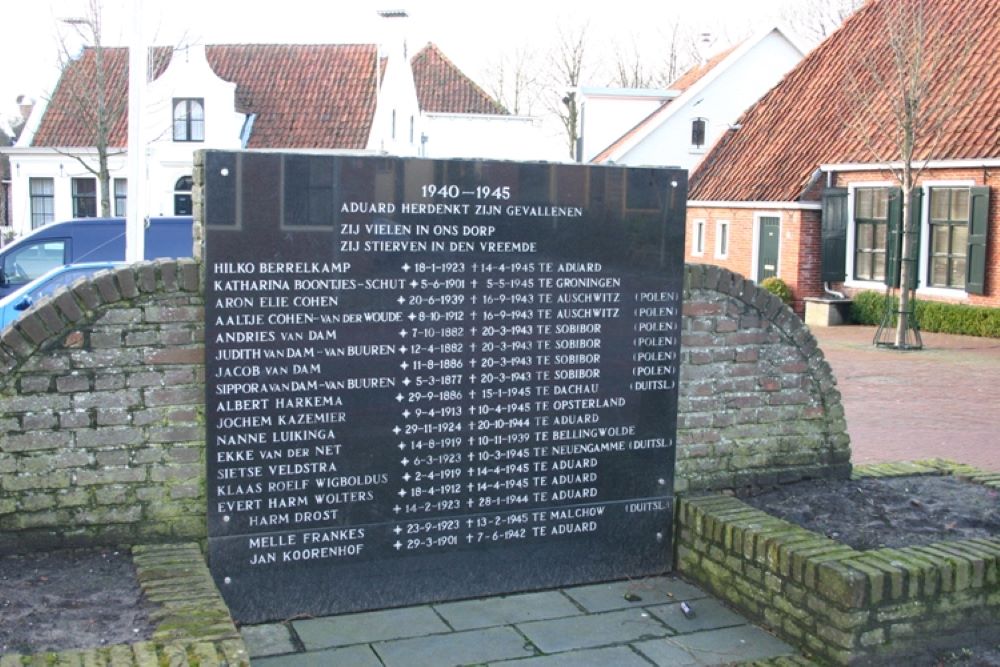 1940-1945
ADUARD HERDENKT ZIJN GEVALLENEN
ZIJ VIELEN IN ONS DORP
ZIJ STIERVEN IN DEN VREEMDE
HILKO BERRELKAMP ✦ 18-1-1923 ✝ 14-4-1945 TE ADUARD
KATHARINA BOONTJES-SCHUT ✦ 5-6-1901 ✝ 5-5-1945 TE GRONINGEN
ARON ELIE COHEN ✦ 20-6-1939 ✝ 16-9-1943 TE AUSCHWITZ (POLEN)
AALTJE COHEN-VAN DER WOUDE ✦ 8-10-1912 ✝ 16-9-1943 TE AUSCHWITZ (POLEN)
ANDRIES VAN DAM ✦ 7-10-1882 ✝ 20-3-1943 TE SOBIBOR (POLEN)
JUDITH VAN DAM-VAN BUUREN ✦ 12-4-1882 ✝ 20-3-1943 TE SOBIBOR (POLEN)
JACOB VAN DAM ✦ 11-8-1886 ✝ 20-3-1943 TE SOBIBOR (POLEN)
SIPPORA VAN DAM-VAN BUUREN ✦ 5-3-1877 ✝ 20-3-1943 TE SOBIBOR (POLEN)
ALBERT HARKEMA ✦ 29-9-1886 ✝ 15-1-1945 TE DACHAU (DUITSL.)
JOCHEM KAZEMIER ✦ 9-4-1913 ✝ 10-4-1945 TE OPSTERLAND
NANNE LUIKINGA ✦ 29-11-1924 ✝ 20-10-1944 TE ADUARD
EKKE VAN DER NET ✦ 14-8-1919 ✝ 10-11-1939 TE BELLINGWOLDE
SIETSE VELDSTRA ✦ 6-3-1923 ✝ 10-3-1945 TE NEUENGAMME (DUITSL.)
KLAAS ROELF WIGBOLDUS ✦ 2-4-1919 ✝ 14-4-1945 TE ADUARD
EVERT HARM WOLTERS ✦ 18-4-1912 ✝ 14-4-1945 TE ADUARD
HARM DROST ✦ 14-2-1923 ✝ 28-1-1944 TE ADUARD
MELLE FRANKES ✦ 23-9-1923 ✝ 13-2-1945 TE MALCHOW (DUITSL.)
JAN KOORENHOF ✦ 29-3-1901 ✝ 7-6-1942 TE ADUARD